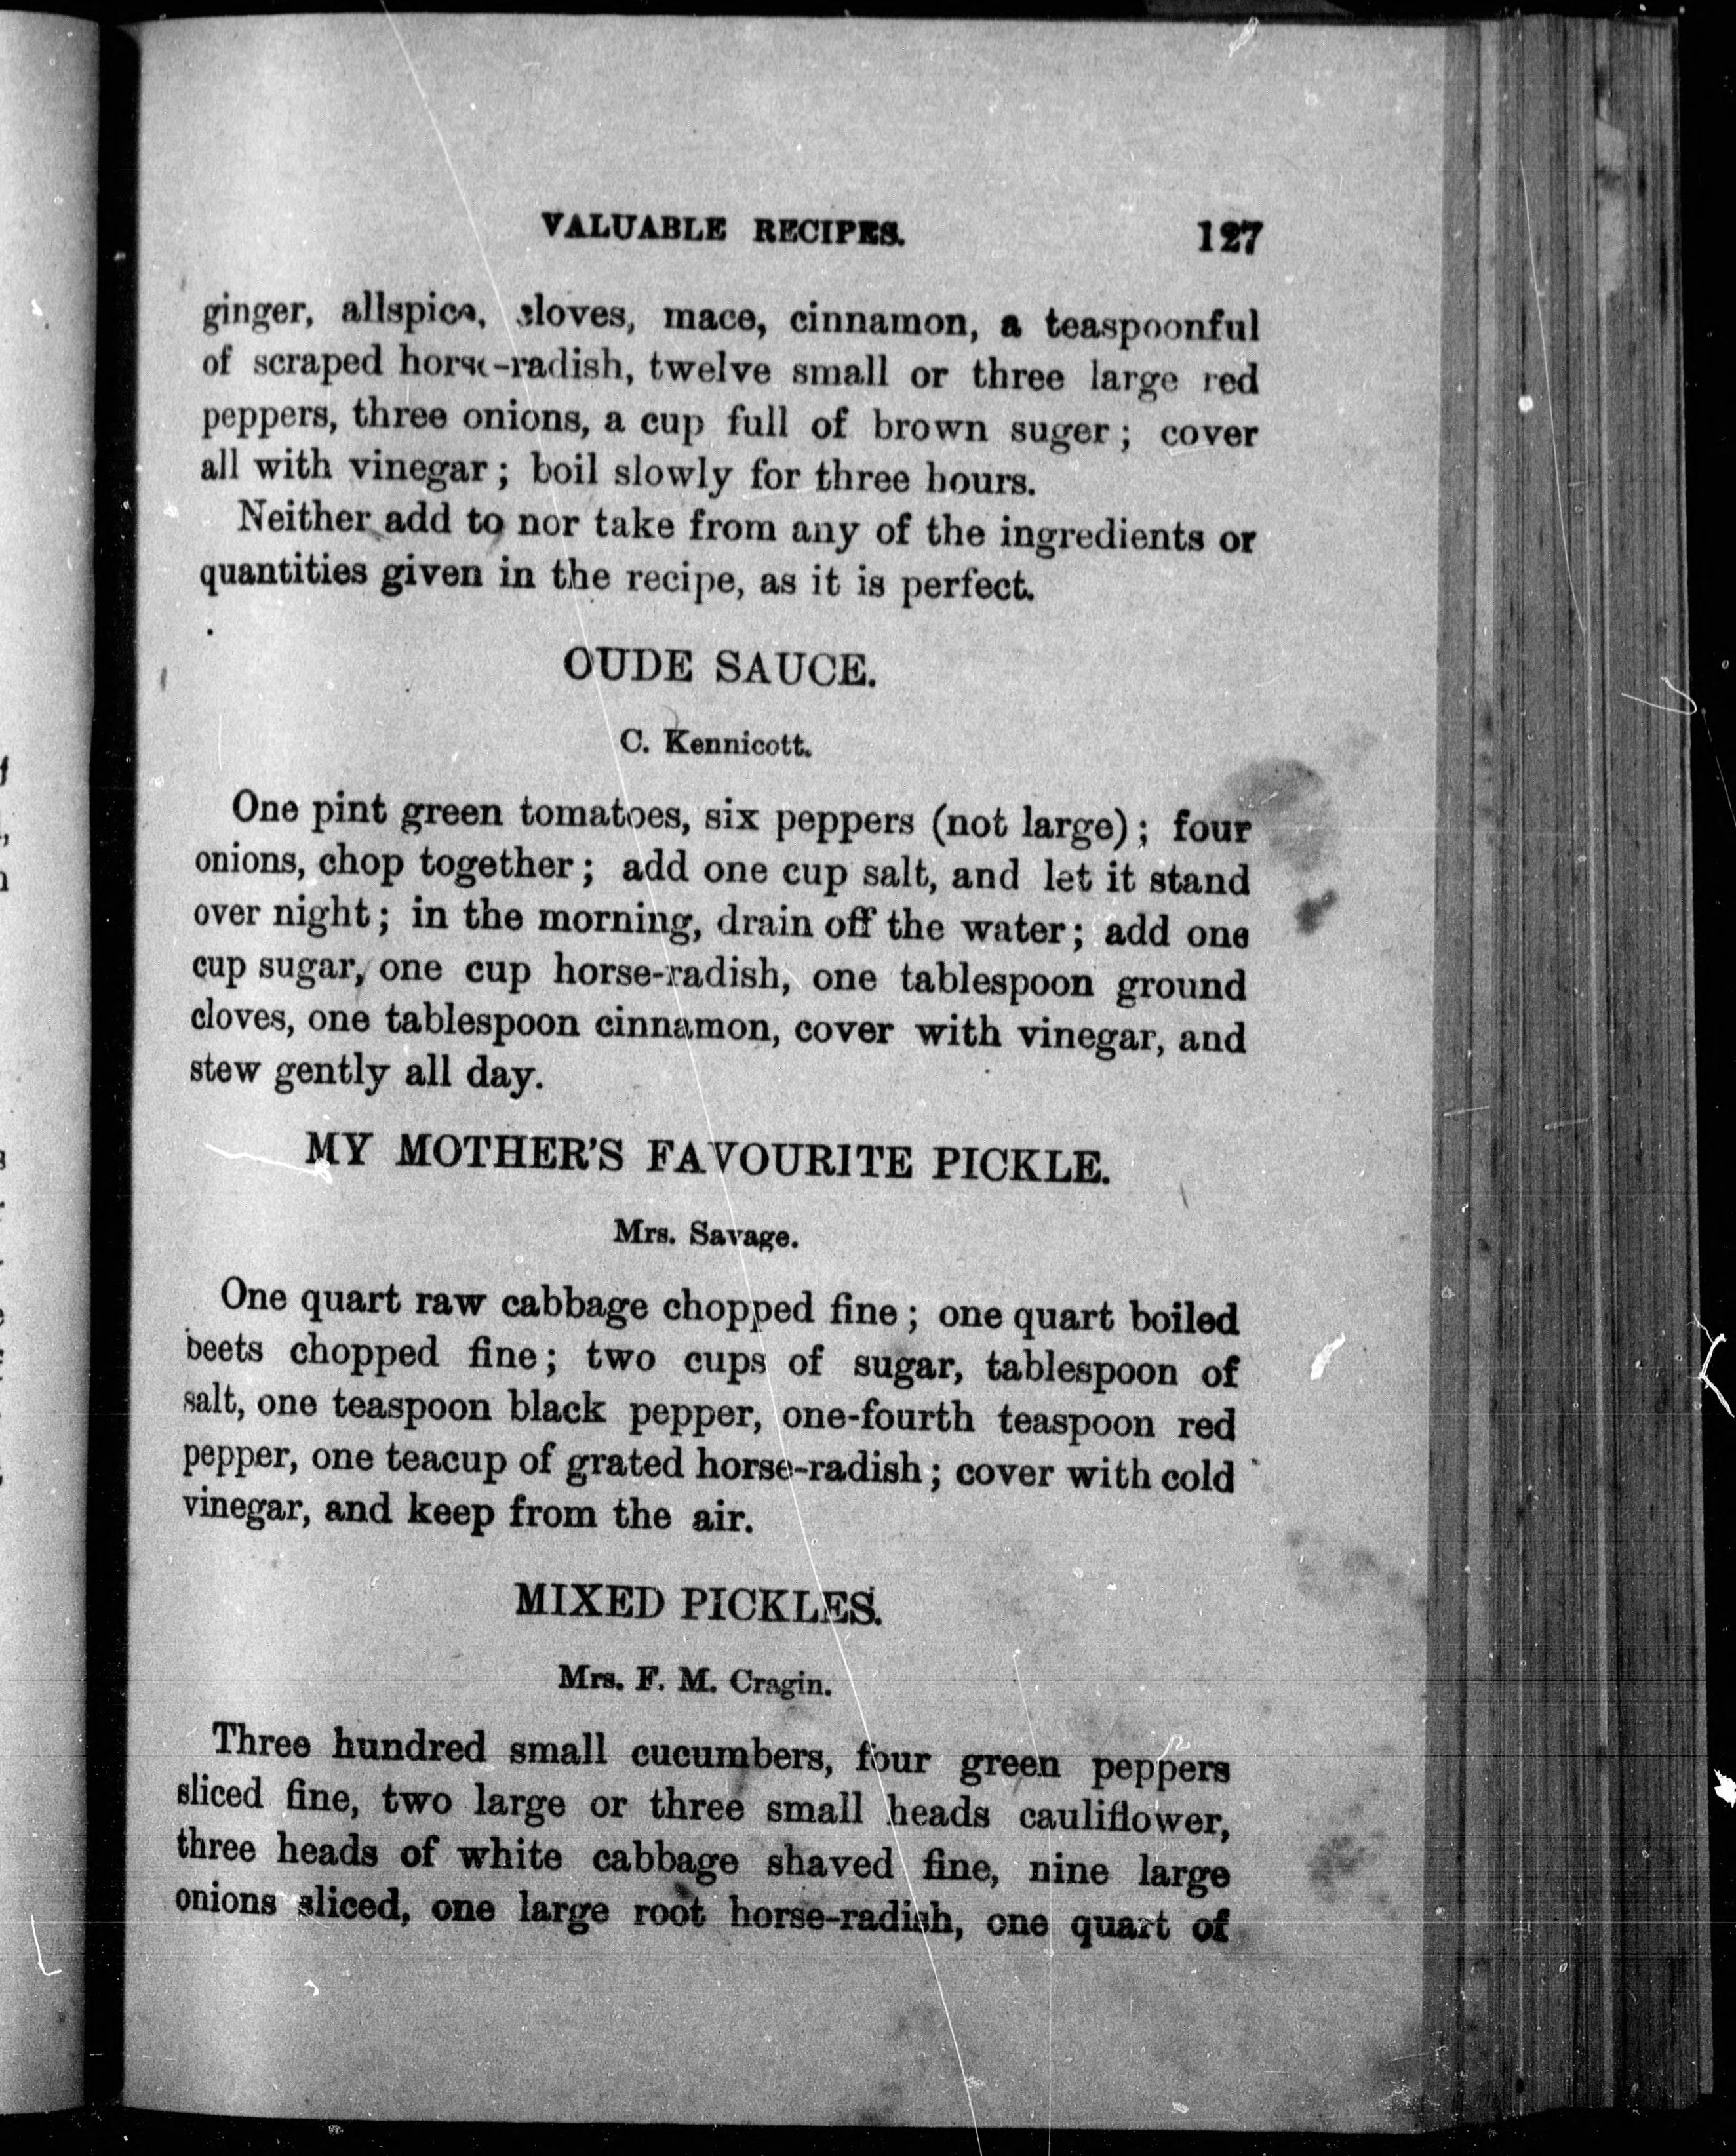 VALUABLE RECIPES. 127
ginger, allspice, cloves, mace, cinnamon, a teaspoonful
of scraped horse-radish, twelve small or three large red
peppers, three onions, a cup full of brown suger; cover
all with vinegar; boil slowly for three hours.
Neither add to nor take from any of the ingredients or
quantities given in the recipe, as it is perfect.
OUDE SAUCE.
C. Kennicott.
One pint green tomatoes, six peppers (not large); four
onions, chop together; add one cup salt, and let it stand
over night; in the morning, drain off the water; add one
cup sugar, one cup horse-radish, one tablespoon ground
cloves, one tablespoon cinnamon, cover with vinegar, and
stew gently all day.
MY MOTHER'S FAVOURITE PICKLE.
Mrs. Savage.
One quart raw cabbage chopped fine; one quart boiled
beets chopped fine; two cups of sugar, tablespoon of
salt, one teaspoon black pepper, one-fourth teaspoon red
pepper, one teacup of grated horse-radish; cover with cold
vinegar, and keep from the air.
MIXED PICKLES.
Mrs. F. M. Cragin.
Three hundred small cucumbers, four green peppers
sliced fine, two large or three small heads cauliflower,
three heads of white cabbage shaved fine, nine large
onions sliced, one large root horse-radish, one quart of